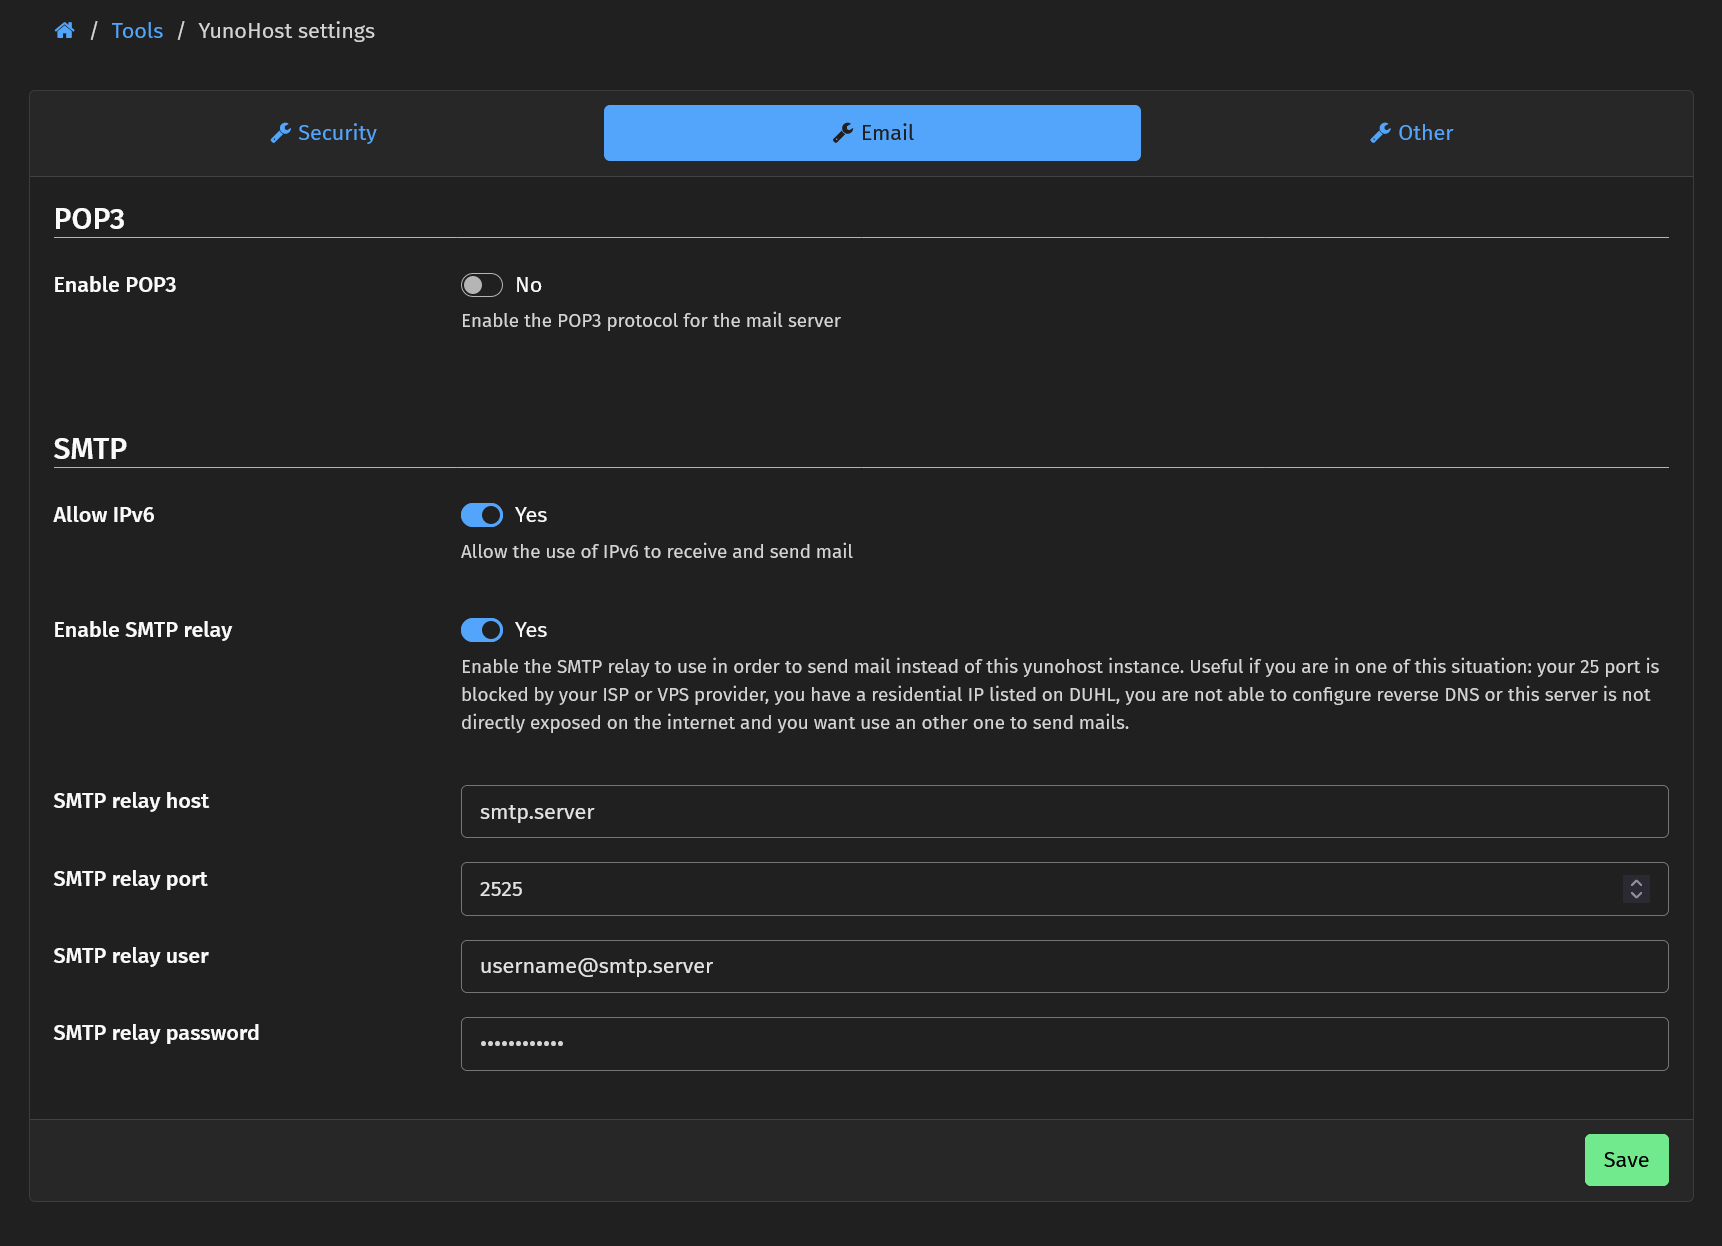 / Tools / YunoHost settings
Security
Email
Other
POP3
Enable POP3
No
Enable the POP3 protocol for the mail server
SMTP
Allow IPv6
Yes
Allow the use of IPv6 to receive and send mail
Enable SMTP relay
Yes
Enable the SMTP relay to use in order to send mail instead of this yunohost instance. Useful if you are in one of this situation: your 25 port is
blocked by your ISP or VPS provider, you have a residential IP listed on DUHL, you are not able to configure reverse DNS or this server is not
directly exposed on the internet and you want use an other one to send mails.
SMTP relay host
smtp.server
SMTP relay port
2525
SMTP relay user
username@smtp.server
SMTP relay password
••••••••••••
Save